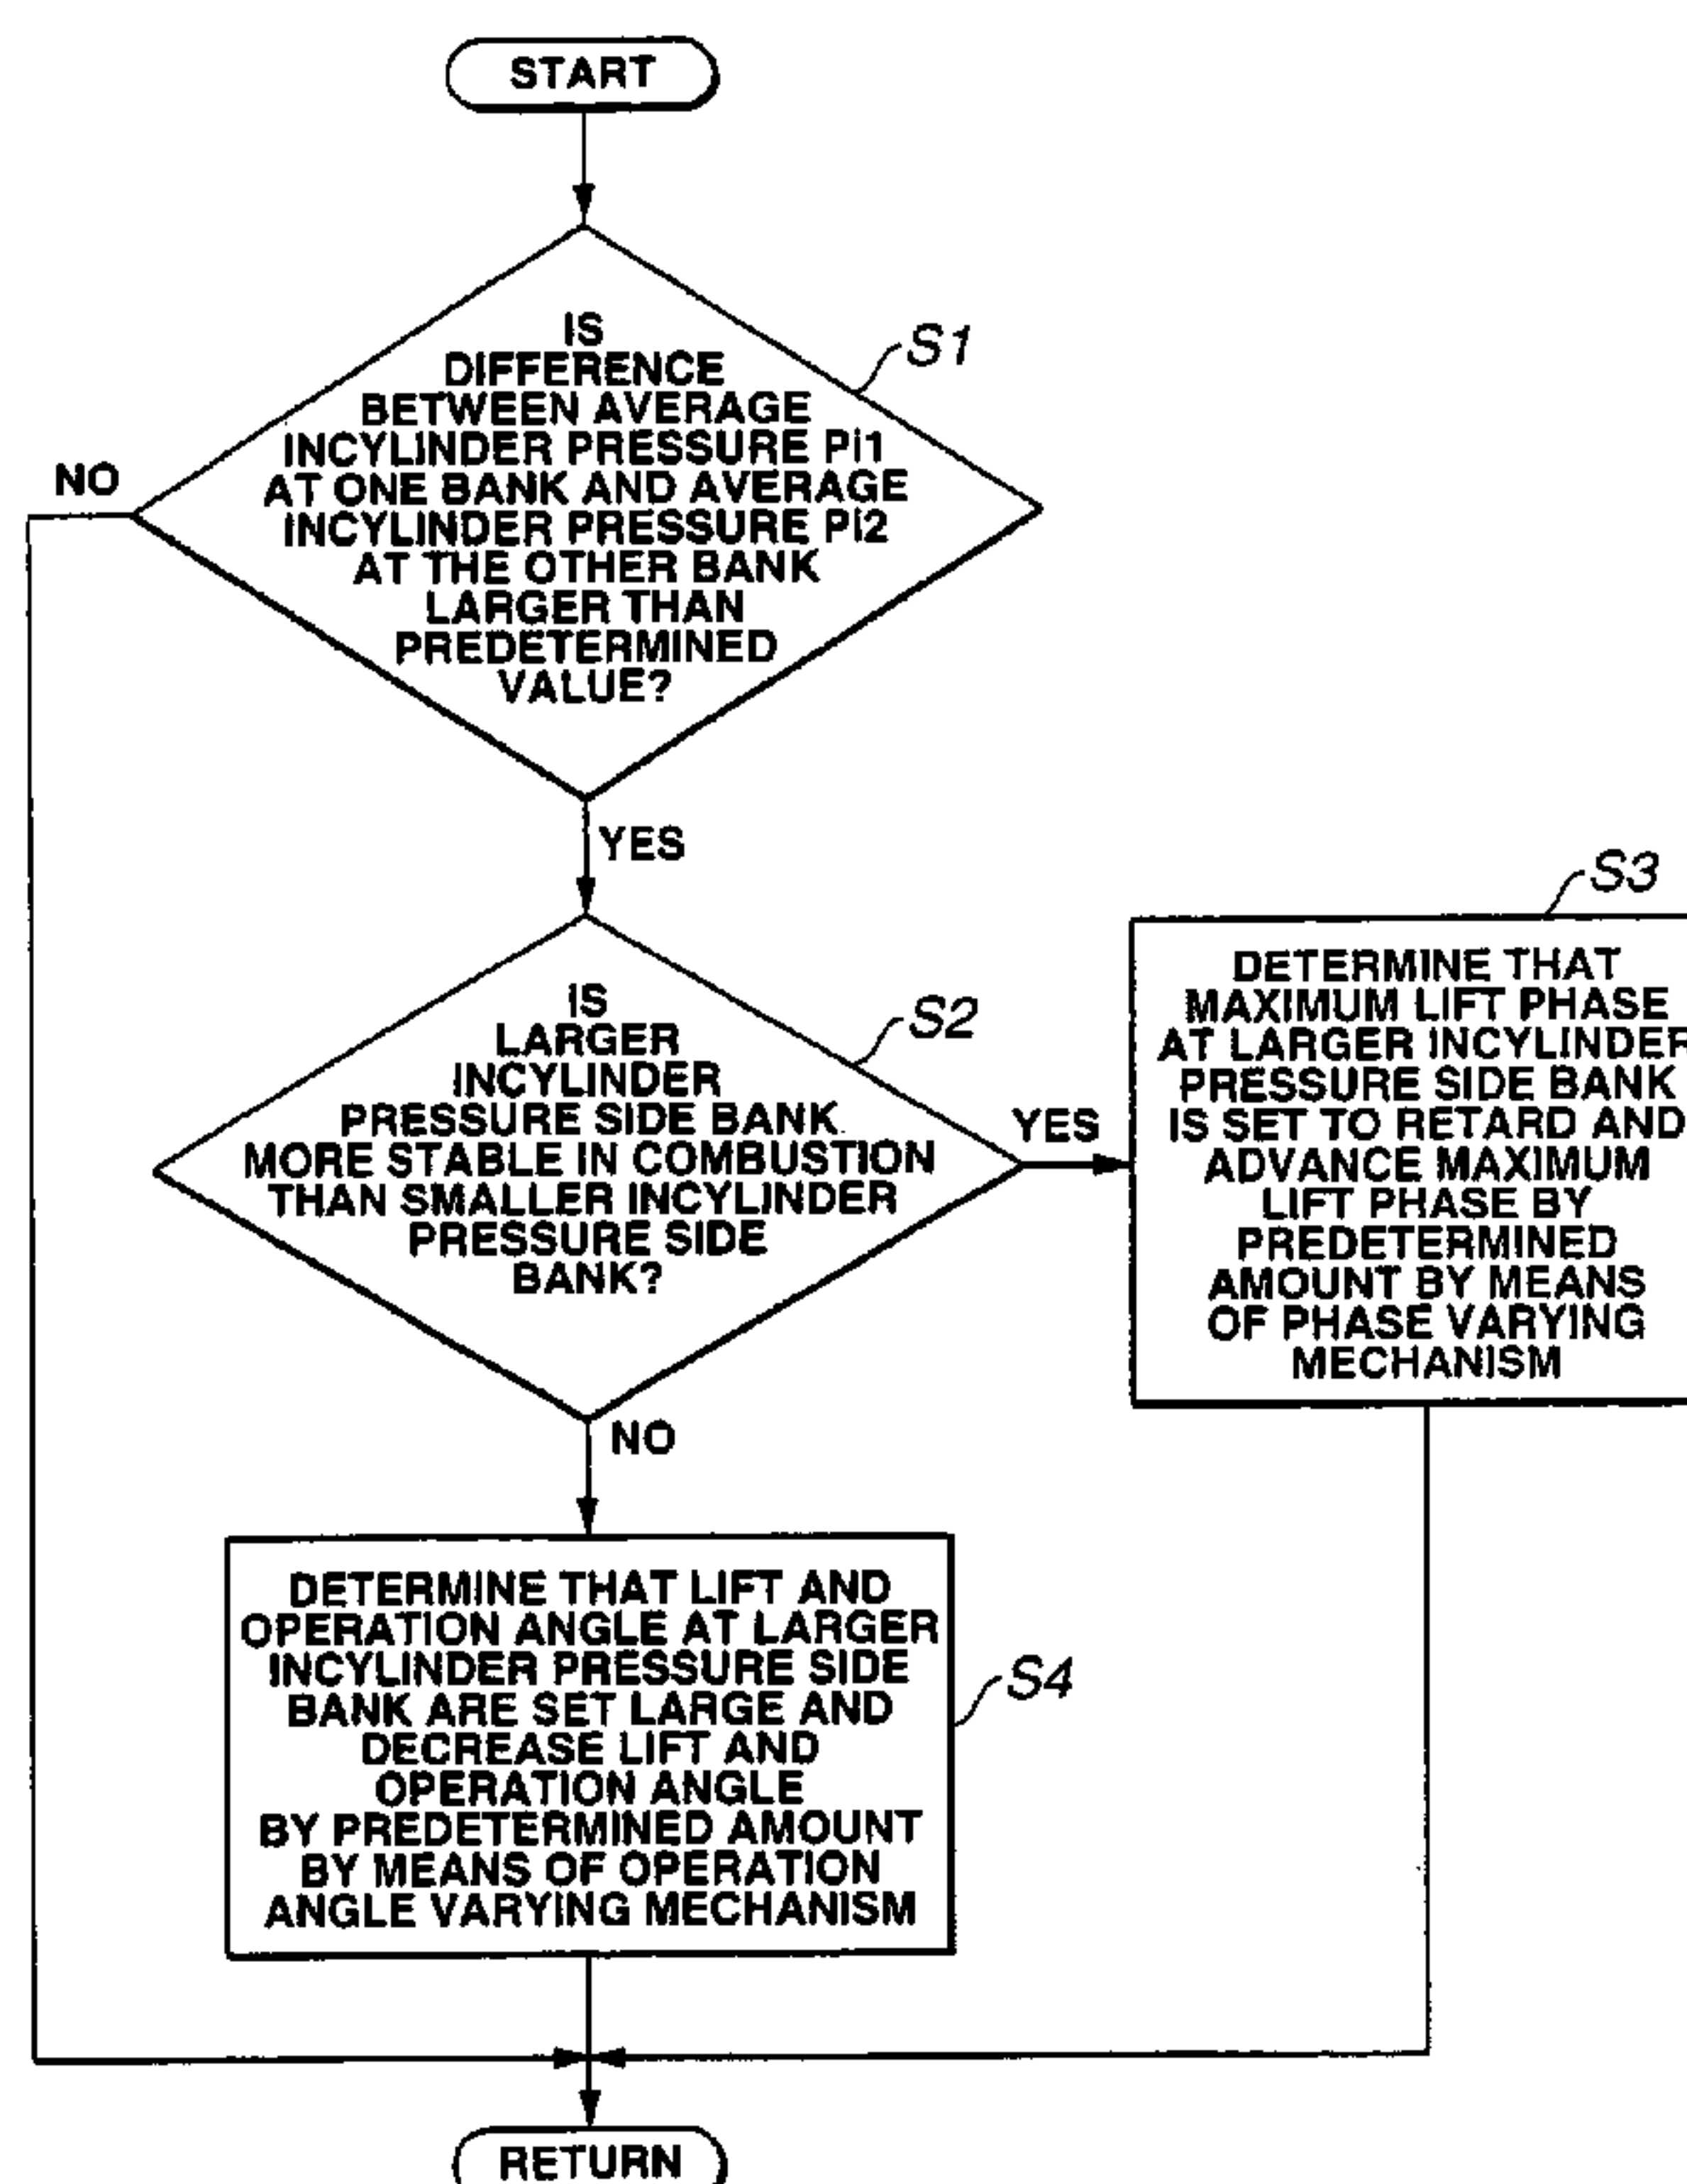 START
IS
DIFFERENCE
BETWEEN AVERAGE
INCYLINDER PRESSURE Pi1
AT ONE BANK AND AVERAGE
INCYLINDER PRESSURE Pi2
AT THE OTHER BANK
LARGER THAN
PREDETERMINED
VALUE?
S1
NO
YES
IS
LARGER
INCYLINDER
PRESSURE SIDE BANK
MORE STABLE IN COMBUSTION
THAN SMALLER INCYLINDER
PRESSURE SIDE
BANK?
S2
YES
S3
DETERMINE THAT
MAXIMUM LIFT PHASE
AT LARGER INCYLINDER
PRESSURE SIDE BANK
IS SET TO RETARD AND
ADVANCE MAXIMUM
LIFT PHASE BY
PREDETERMINED
AMOUNT BY MEANS
OF PHASE VARYING
MECHANISM
NO
DETERMINE THAT LIFT AND
OPERATION ANGLE AT LARGER
INCYLINDER PRESSURE SIDE
BANK ARE SET LARGE AND
DECREASE LIFT AND
OPERATION ANGLE
BY PREDETERMINED AMOUNT
BY MEANS OF OPERATION
ANGLE VARYING MECHANISM
S4
RETURN